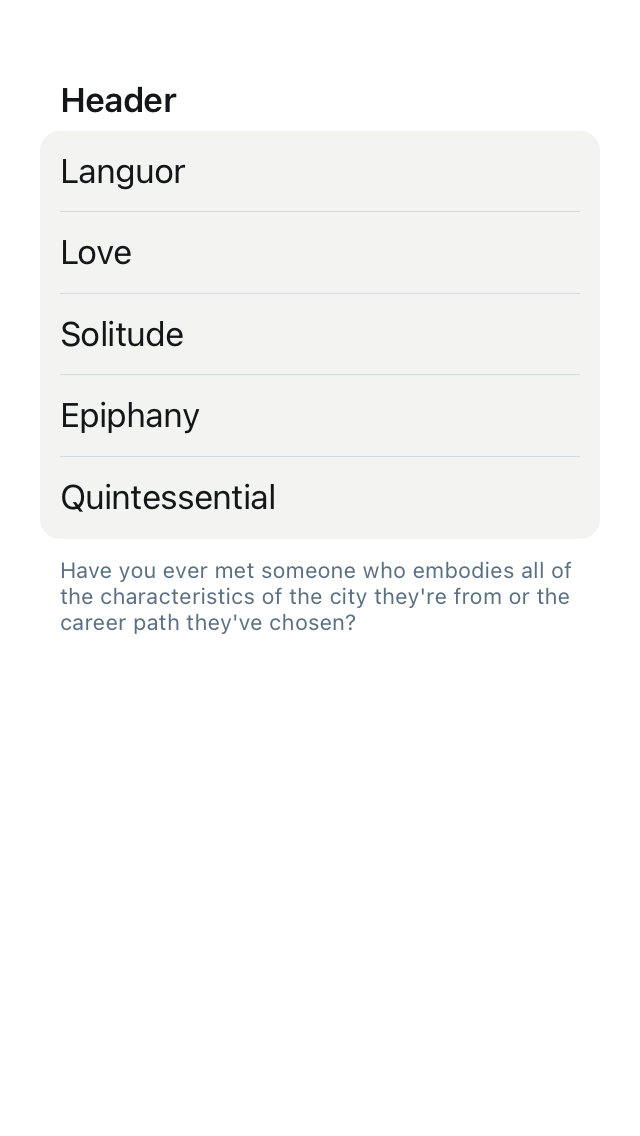 Header
Languor
Love
Solitude
Epiphany
Quintessential
Have you ever met someone who embodies all of
the characteristics of the city they're from or the
career path they've chosen?